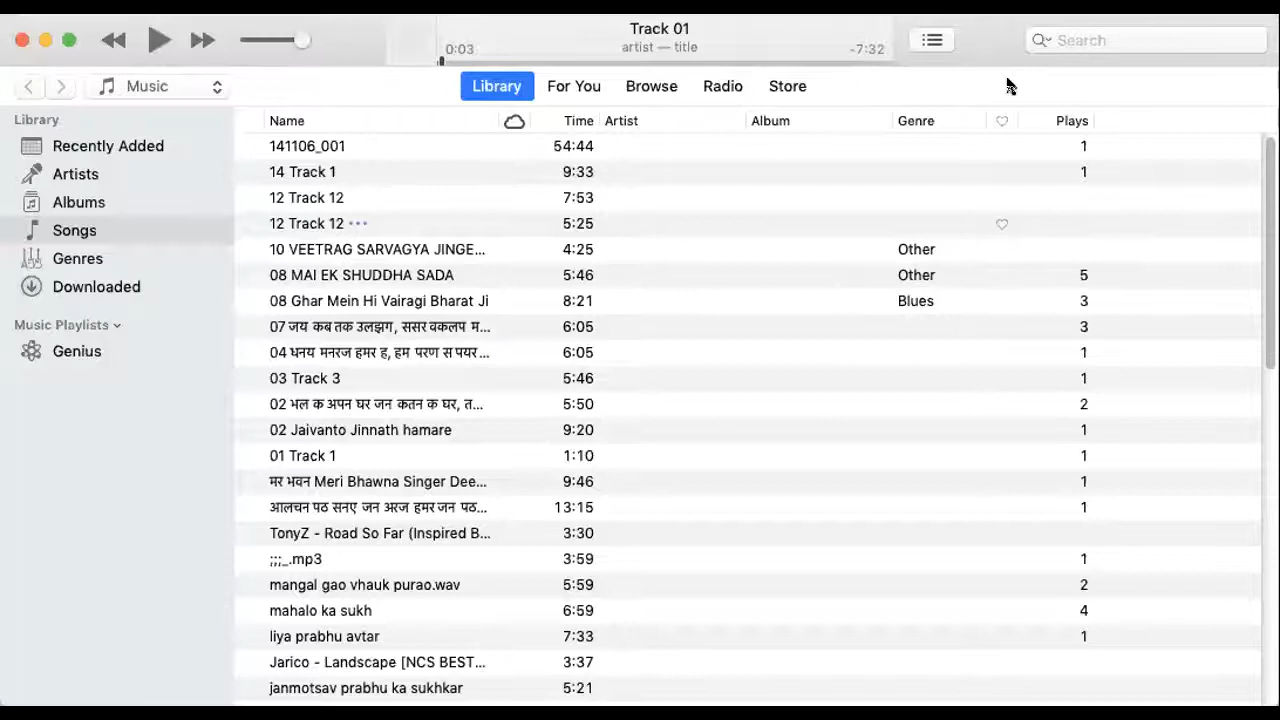 Track 01
artist — title
0:03
-7:32
Search
Music
Library For You Browse Radio Store
Library
Recently Added
Artists
Albums
Songs
Genres
Downloaded
Music Playlists
Genius
Name Time Artist Album Genre Plays
141106_001 54:44 1
14 Track 1 9:33 1
12 Track 12 7:53
12 Track 12 ••• 5:25
10 VEETRAG SARVAGYA JINGE... 4:25 Other
08 MAI EK SHUDDHA SADA 5:46 Other 5
08 Ghar Mein Hi Vairagi Bharat Ji 8:21 Blues 3
07 जय कब तक उलझग, ससर वकलप म... 6:05 3
04 धनय मनरज हमर ह, हम परण स पयर... 6:05 1
03 Track 3 5:46 1
02 भल क अपन घर जन कतन क घर, त... 5:50 2
02 Jaivanto Jinnath hamare 9:20 1
01 Track 1 1:10 1
मर भवन Meri Bhawna Singer Dee... 9:46 1
आलचन पठ सनए जन अरज हमर जन पठ... 13:15 1
TonyZ - Road So Far (Inspired B... 3:30
;;;_.mp3 3:59 1
mangal gao vhauk purao.wav 5:59 2
mahalo ka sukh 6:59 4
liya prabhu avtar 7:33 1
Jarico - Landscape [NCS BEST... 3:37
janmotsav prabhu ka sukhkar 5:21